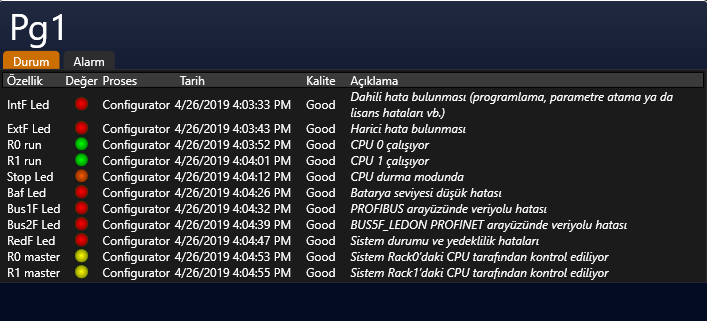 Pg1
Durum Alarm
Özellik Değer Proses Tarih Kalite Açıklama
IntF Led Configurator 4/26/2019 4:03:33 PM Good Dahili hata bulunması (programlama, parametre atama ya da
lisans hataları vb.)
ExtF Led Configurator 4/26/2019 4:03:43 PM Good Harici hata bulunması
R0 run Configurator 4/26/2019 4:03:52 PM Good CPU 0 çalışıyor
R1 run Configurator 4/26/2019 4:04:01 PM Good CPU 1 çalışıyor
Stop Led Configurator 4/26/2019 4:04:12 PM Good CPU durma modunda
Baf Led Configurator 4/26/2019 4:04:26 PM Good Batarya seviyesi düşük hatası
Bus1F Led Configurator 4/26/2019 4:04:32 PM Good PROFIBUS arayüzünde veriyolu hatası
Bus2F Led Configurator 4/26/2019 4:04:39 PM Good BUS5F_LEDON PROFINET arayüzünde veriyolu hatası
RedF Led Configurator 4/26/2019 4:04:47 PM Good Sistem durumu ve yedeklilik hataları
R0 master Configurator 4/26/2019 4:04:53 PM Good Sistem Rack0'daki CPU tarafından kontrol ediliyor
R1 master Configurator 4/26/2019 4:04:55 PM Good Sistem Rack1'daki CPU tarafından kontrol ediliyor